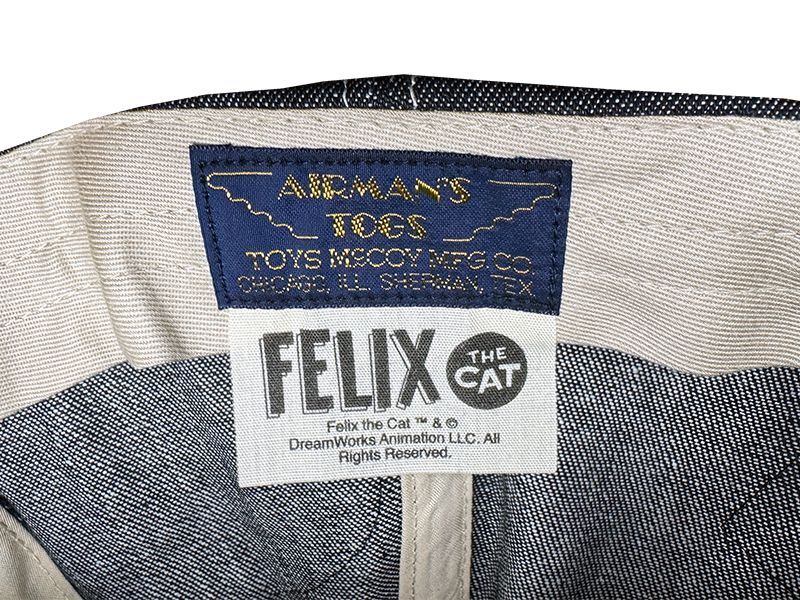 AIRMAN'S
TOGS
TOYS McCOY MFG CO.
CHICAGO, ILL. SHERMAN, TEX.
FELIX THE CAT
Felix the Cat ™ & ©
DreamWorks Animation LLC. All
Rights Reserved.